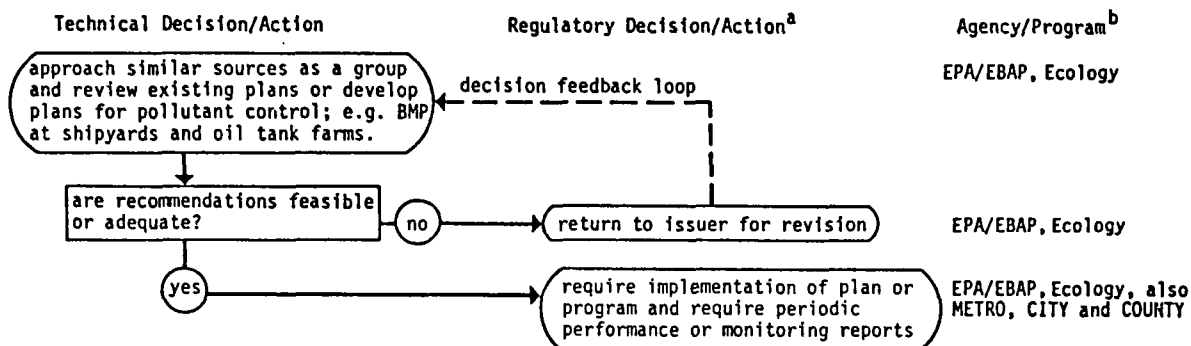 Technical Decision/Action
Regulatory Decision/Actiona
Agency/Programb
approach similar sources as a group
and review existing plans or develop
plans for pollutant control; e.g. BMP
at shipyards and oil tank farms.
decision feedback loop
EPA/EBAP, Ecology
are recommendations feasible
or adequate?
no
return to issuer for revision
EPA/EBAP, Ecology
yes
require implementation of plan or
program and require periodic
performance or monitoring reports
EPA/EBAP, Ecology, also
METRO, CITY and COUNTY